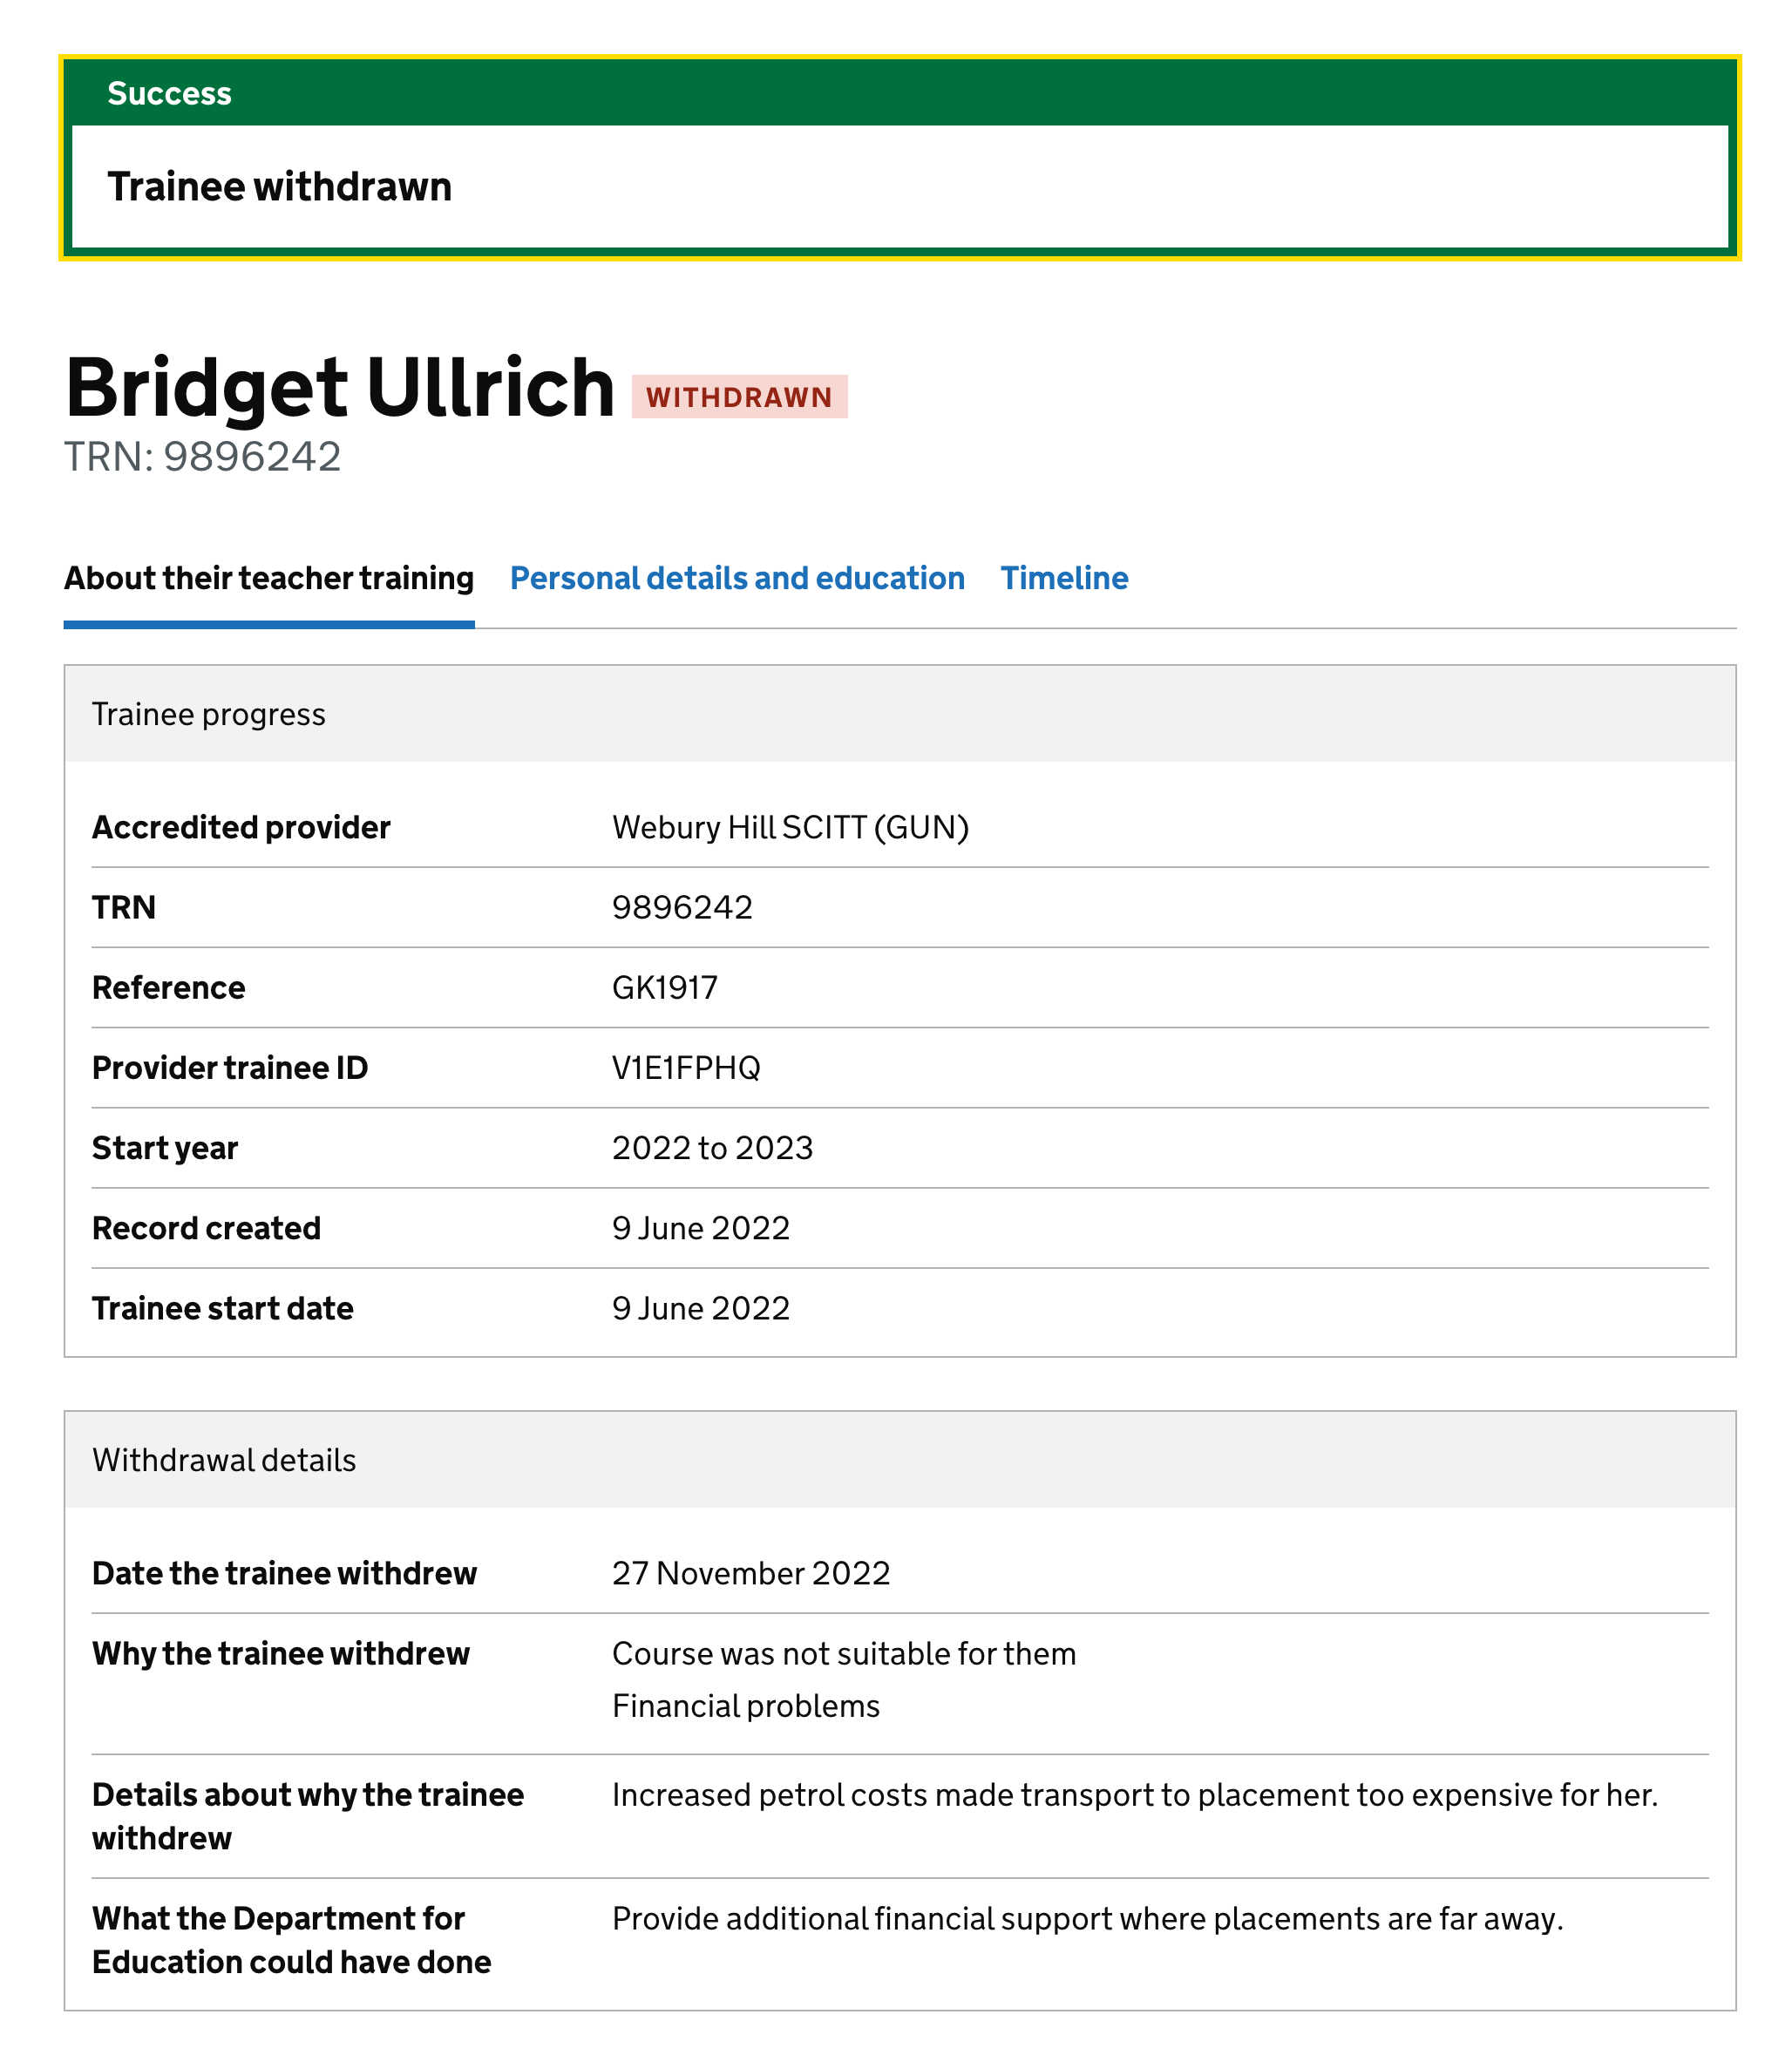 Success
Trainee withdrawn
Bridget Ullrich WITHDRAWN
TRN: 9896242
About their teacher training Personal details and education Timeline
Trainee progress
Accredited provider Webury Hill SCITT (GUN)
TRN 9896242
Reference GK1917
Provider trainee ID V1E1FPHQ
Start year 2022 to 2023
Record created 9 June 2022
Trainee start date 9 June 2022
Withdrawal details
Date the trainee withdrew 27 November 2022
Why the trainee withdrew Course was not suitable for them
Financial problems
Details about why the trainee Increased petrol costs made transport to placement too expensive for her.
withdrew
What the Department for Provide additional financial support where placements are far away.
Education could have done